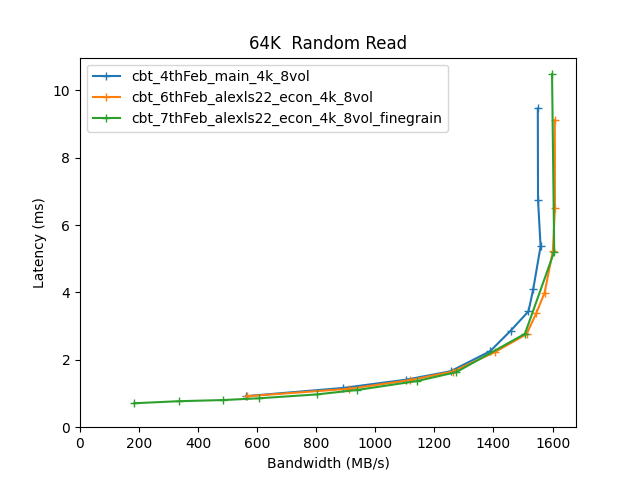 64K  Random Read
cbt_4thFeb_main_4k_8vol
cbt_6thFeb_alexls22_econ_4k_8vol
cbt_7thFeb_alexls22_econ_4k_8vol_finegrain
Latency (ms)
10
8
6
4
2
0
0 200 400 600 800 1000 1200 1400 1600
Bandwidth (MB/s)